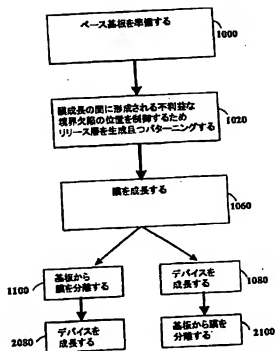 ベース基板を準備する
1000
膜成長の間に形成される不利益な
境界欠陥の位置を制御するため
リリース層を生成且つパターニングする
1020
膜を成長する
1060
基板から
膜を分離する
1100
デバイスを
成長する
1080
デバイスを
成長する
2080
基板から
膜を分離する
2100